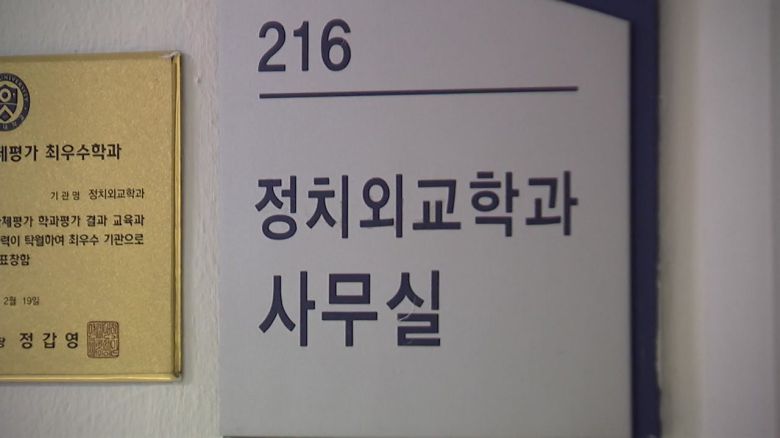 216
정치외교학과
사무실
체평가 최우수학과
기관명 정치외교학과
체평가 학과평가 결과 교육과
력이 탁월하여 최우수 기관으로
표창함
2월 19일
장 정갑영